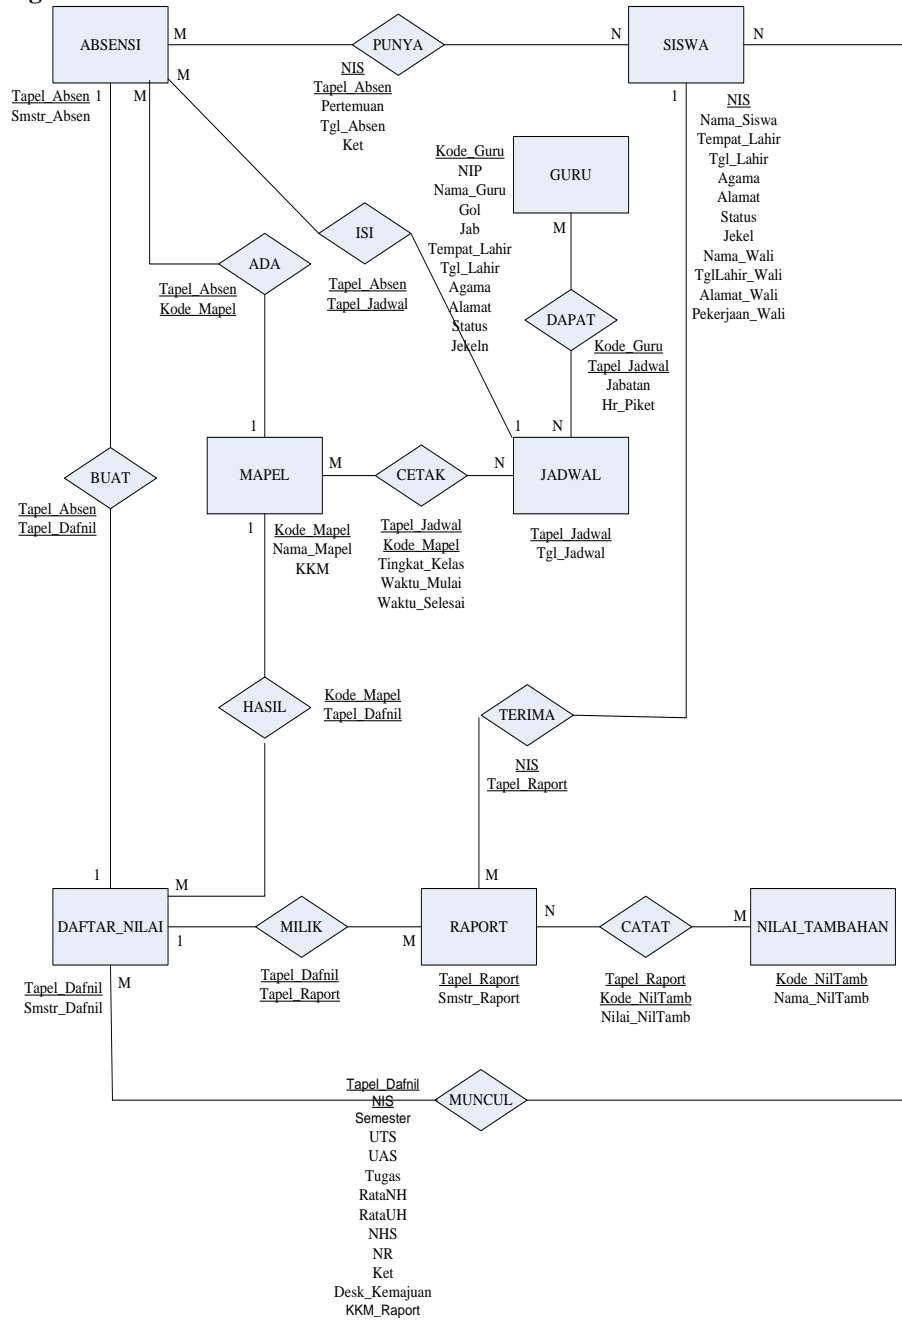 g
ABSENSI
M
PUNYA
N
SISWA
N
M
M
1
Tapel_Absen
Smstr_Absen
NIS
Tapel_Absen
Pertemuan
Tgl_Absen
Ket
1
NIS
Nama_Siswa
Tempat_Lahir
Tgl_Lahir
Agama
Alamat
Status
Jekel
Nama_Wali
TglLahir_Wali
Alamat_Wali
Pekerjaan_Wali
Kode_Guru
NIP
Nama_Guru
Gol
Jab
Tempat_Lahir
Tgl_Lahir
Agama
Alamat
Status
Jekeln
GURU
M
ISI
Tapel_Absen
Tapel_Jadwal
ADA
Tapel_Absen
Kode_Mapel
DAPAT
Kode_Guru
Tapel_Jadwal
Jabatan
Hr_Piket
1
1
N
BUAT
Tapel_Absen
Tapel_Dafnil
MAPEL
M
CETAK
N
JADWAL
1
Kode_Mapel
Nama_Mapel
KKM
Tapel_Jadwal
Kode_Mapel
Tingkat_Kelas
Waktu_Mulai
Waktu_Selesai
Tapel_Jadwal
Tgl_Jadwal
HASIL
Kode_Mapel
Tapel_Dafnil
TERIMA
NIS
Tapel_Raport
1
M
M
DAFTAR_NILAI
1
MILIK
M
RAPORT
N
CATAT
M
NILAI_TAMBAHAN
Tapel_Dafnil
Smstr_Dafnil
M
Tapel_Dafnil
Tapel_Raport
Tapel_Raport
Smstr_Raport
Tapel_Raport
Kode_NilTamb
Nilai_NilTamb
Kode_NilTamb
Nama_NilTamb
MUNCUL
Tapel_Dafnil
NIS
Semester
UTS
UAS
Tugas
RataNH
RataUH
NHS
NR
Ket
Desk_Kemajuan
KKM_Raport